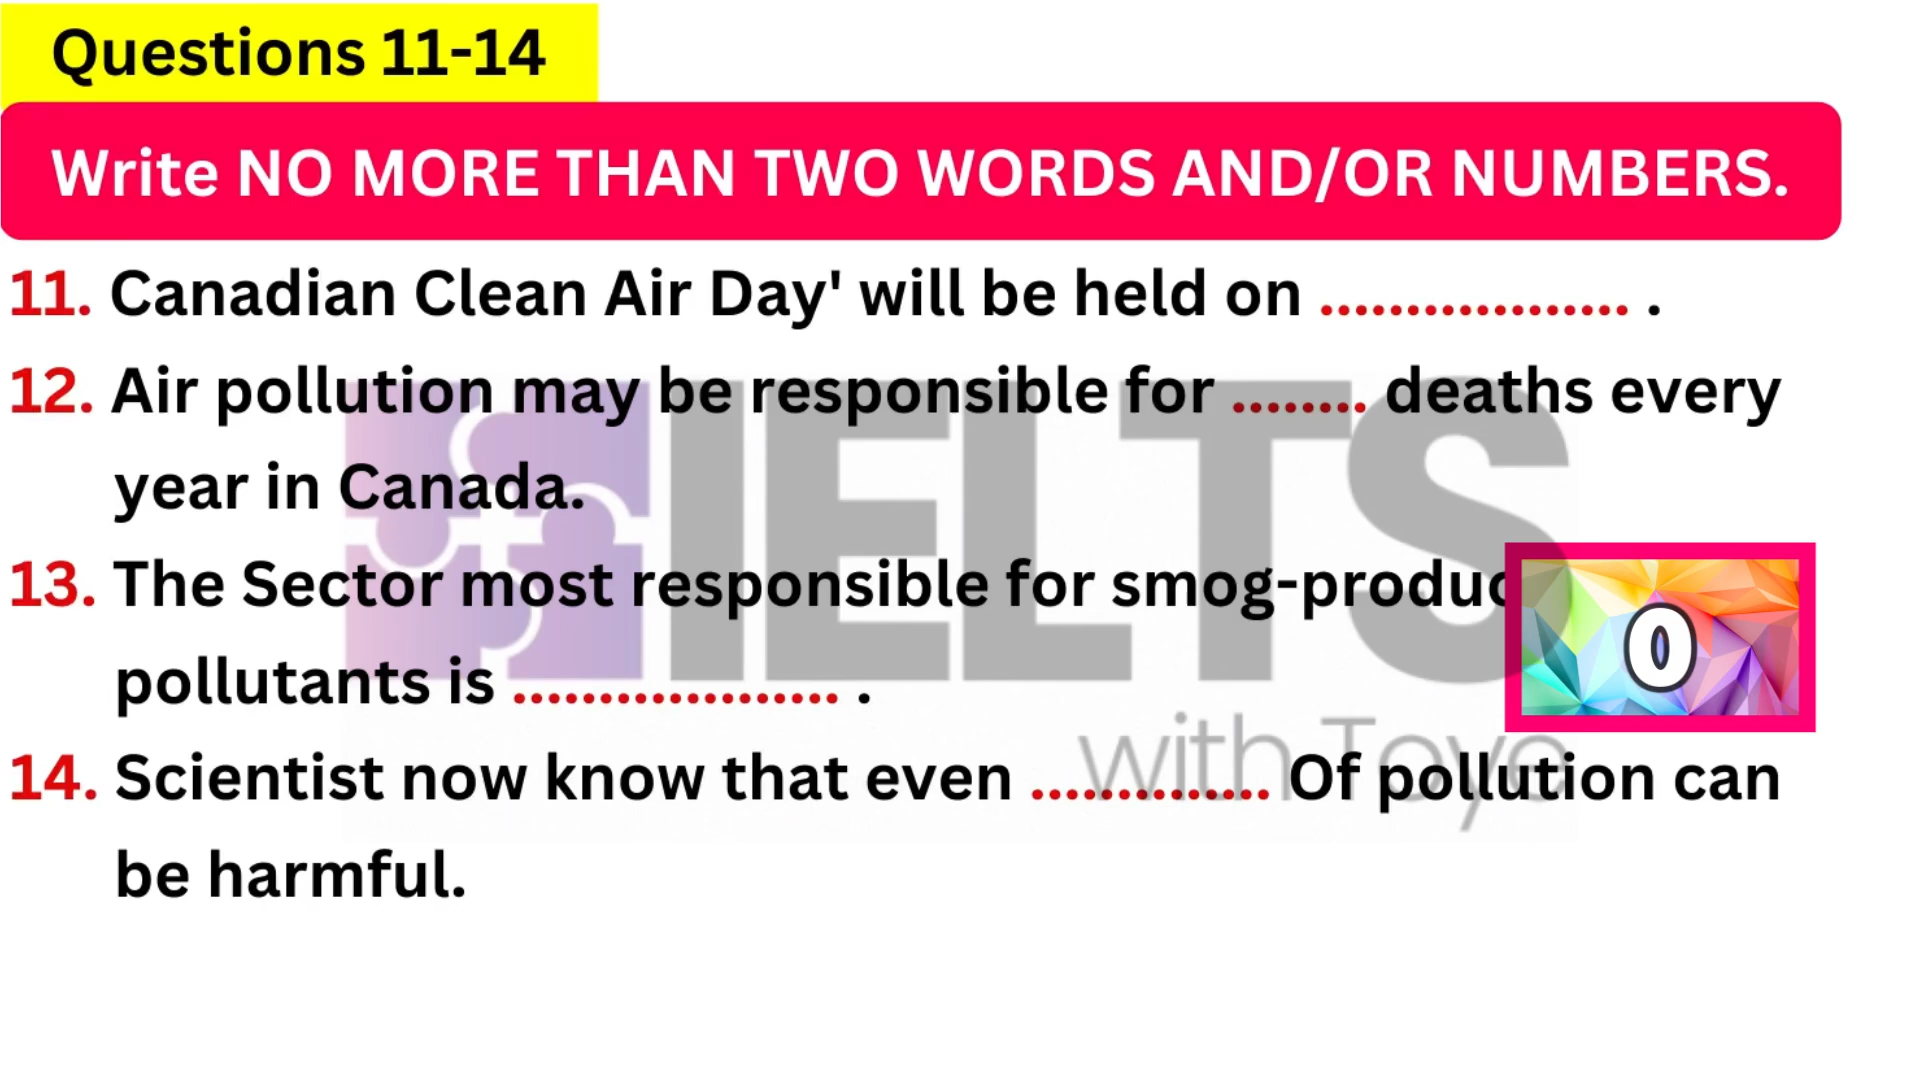 Questions 11-14
Write NO MORE THAN TWO WORDS AND/OR NUMBERS.
11. Canadian Clean Air Day' will be held on .................. .
12. Air pollution may be responsible for ........ deaths every
year in Canada.
13. The Sector most responsible for smog-produc
pollutants is ................... .
0
14. Scientist now know that even .............. Of pollution can
be harmful.
IELTS
with Toye